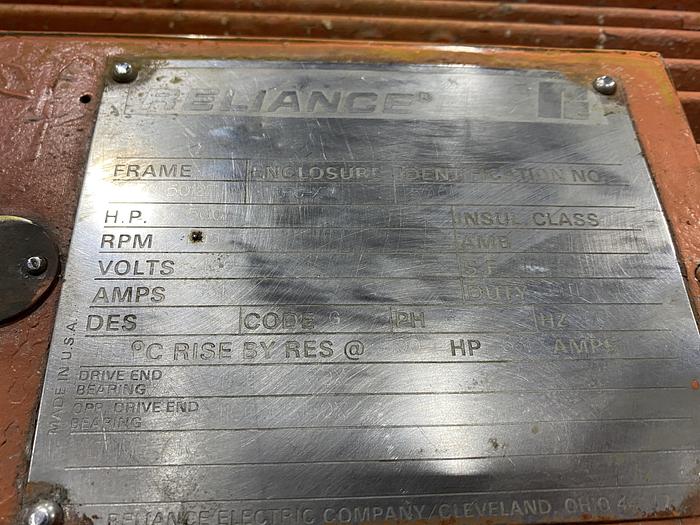 RELIANCE®
FRAME ENCLOSURE IDENTIFICATION NO.
H.P. INSUL. CLASS
RPM AMB
VOLTS S.F.
AMPS DUTY
DES CODE G PH HZ
°C RISE BY RES @ HP AMPS
DRIVE END
BEARING
OPP. DRIVE END
BEARING
MADE IN U.S.A.
RELIANCE ELECTRIC COMPANY/CLEVELAND, OHIO